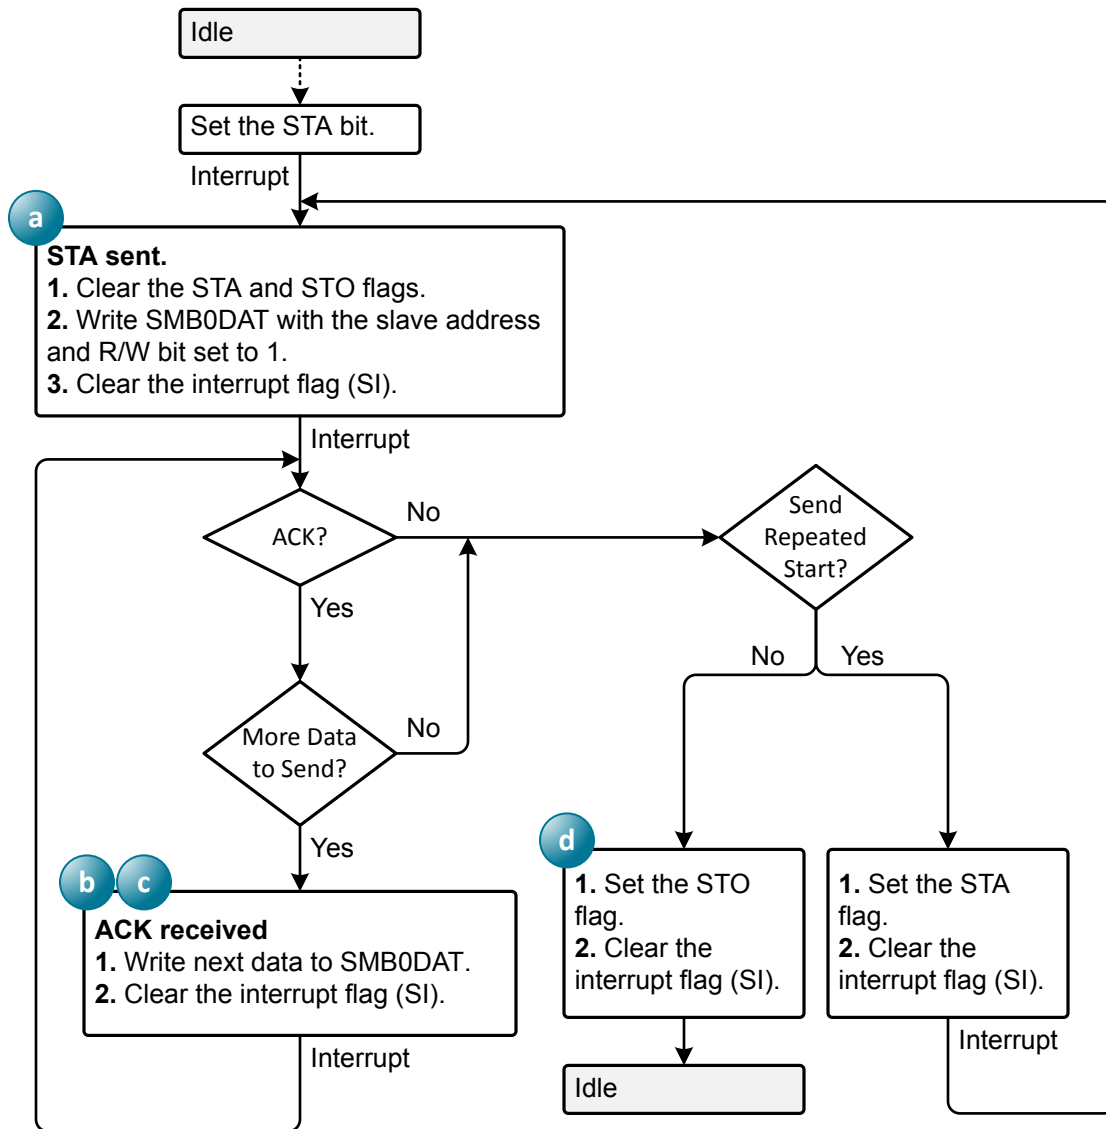 Idle
Set the STA bit.
Interrupt
a
STA sent.
1. Clear the STA and STO flags.
2. Write SMB0DAT with the slave address
and R/W bit set to 1.
3. Clear the interrupt flag (SI).
Interrupt
ACK?
No
Yes
Send
Repeated
Start?
No
Yes
More Data
to Send?
No
Yes
b
c
ACK received
1. Write next data to SMB0DAT.
2. Clear the interrupt flag (SI).
Interrupt
d
1. Set the STO
flag.
2. Clear the
interrupt flag (SI).
1. Set the STA
flag.
2. Clear the
interrupt flag (SI).
Interrupt
Idle